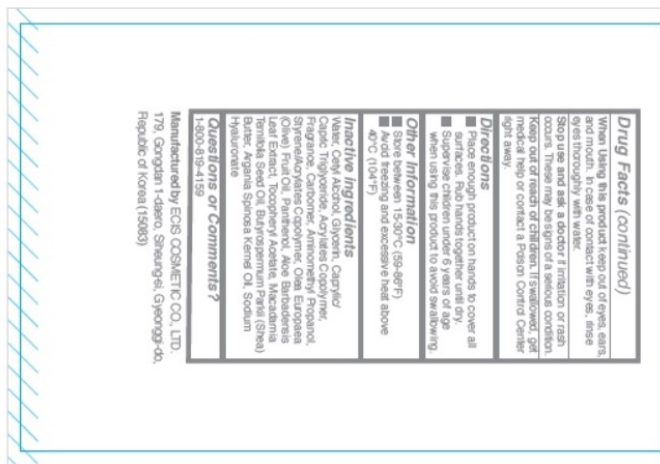 Drug Facts (continued)
When Using this product keep out of eyes, ears,
and mouth. In case of contact with eyes, rinse
eyes thoroughly with water.
Stop use and ask a doctor if irritation or rash
occurs. These may be signs of a serious condition.
Keep out of reach of children. If swallowed, get
medical help or contact a Poison Control Center
right away.
Directions
■ Place enough product on hands to cover all
surfaces. Rub hands together until dry.
■ Supervise children under 6 years of age
when using this product to avoid swallowing.
Other Information
■ Store between 15-30°C (59-86°F)
■ Avoid freezing and excessive heat above
40°C (104°F)
Inactive Ingredients
Water, Cetyl Alcohol, Glycerin, Caprylic/
Capric Triglyceride, Acrylates Copolymer,
Fragrance, Carbomer, Aminomethyl Propanol,
Styrene/Acrylates Copolymer, Olea Europaea
(Olive) Fruit Oil, Panthenol, Aloe Barbadensis
Leaf Extract, Tocopheryl Acetate, Macadamia
Ternifolia Seed Oil, Butyrospermum Parkii (Shea)
Butter, Argania Spinosa Kernel Oil, Sodium
Hyaluronate
Questions or Comments?
1-800-819-4159
Manufactured by ECIS COSMETIC CO., LTD.
179, Gongdan 1-daero, Siheung-si, Gyeonggi-do,
Republic of Korea (15083)